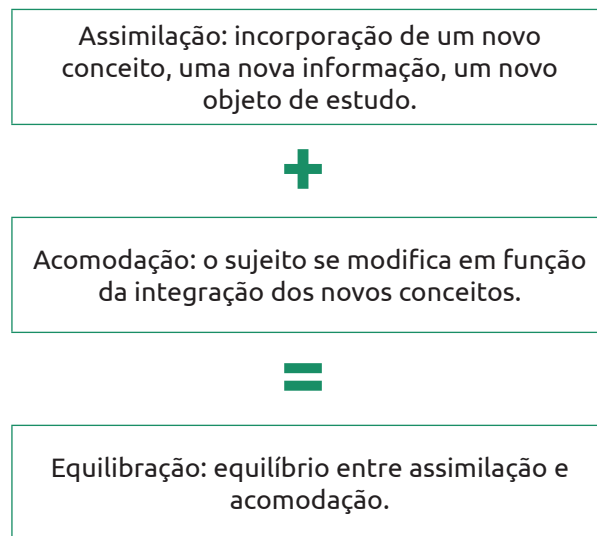 Assimilação: incorporação de um novo
conceito, uma nova informação, um novo
objeto de estudo.
+
Acomodação: o sujeito se modifica em função
da integração dos novos conceitos.
=
Equilibração: equilíbrio entre assimilação e
acomodação.